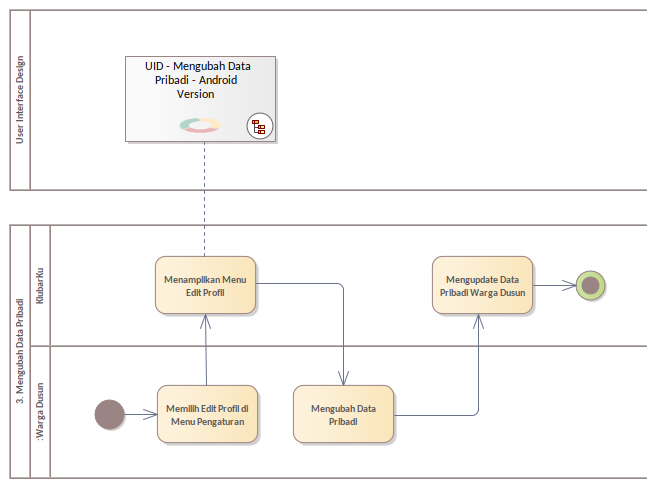 User Interface Design
UID - Mengubah Data
Pribadi - Android
Version
3. Mengubah Data Pribadi
KlubarKu
Menampilkan Menu
Edit Profil
Mengupdate Data
Pribadi Warga Dusun
:Warga Dusun
Memilih Edit Profil di
Menu Pengaturan
Mengubah Data
Pribadi